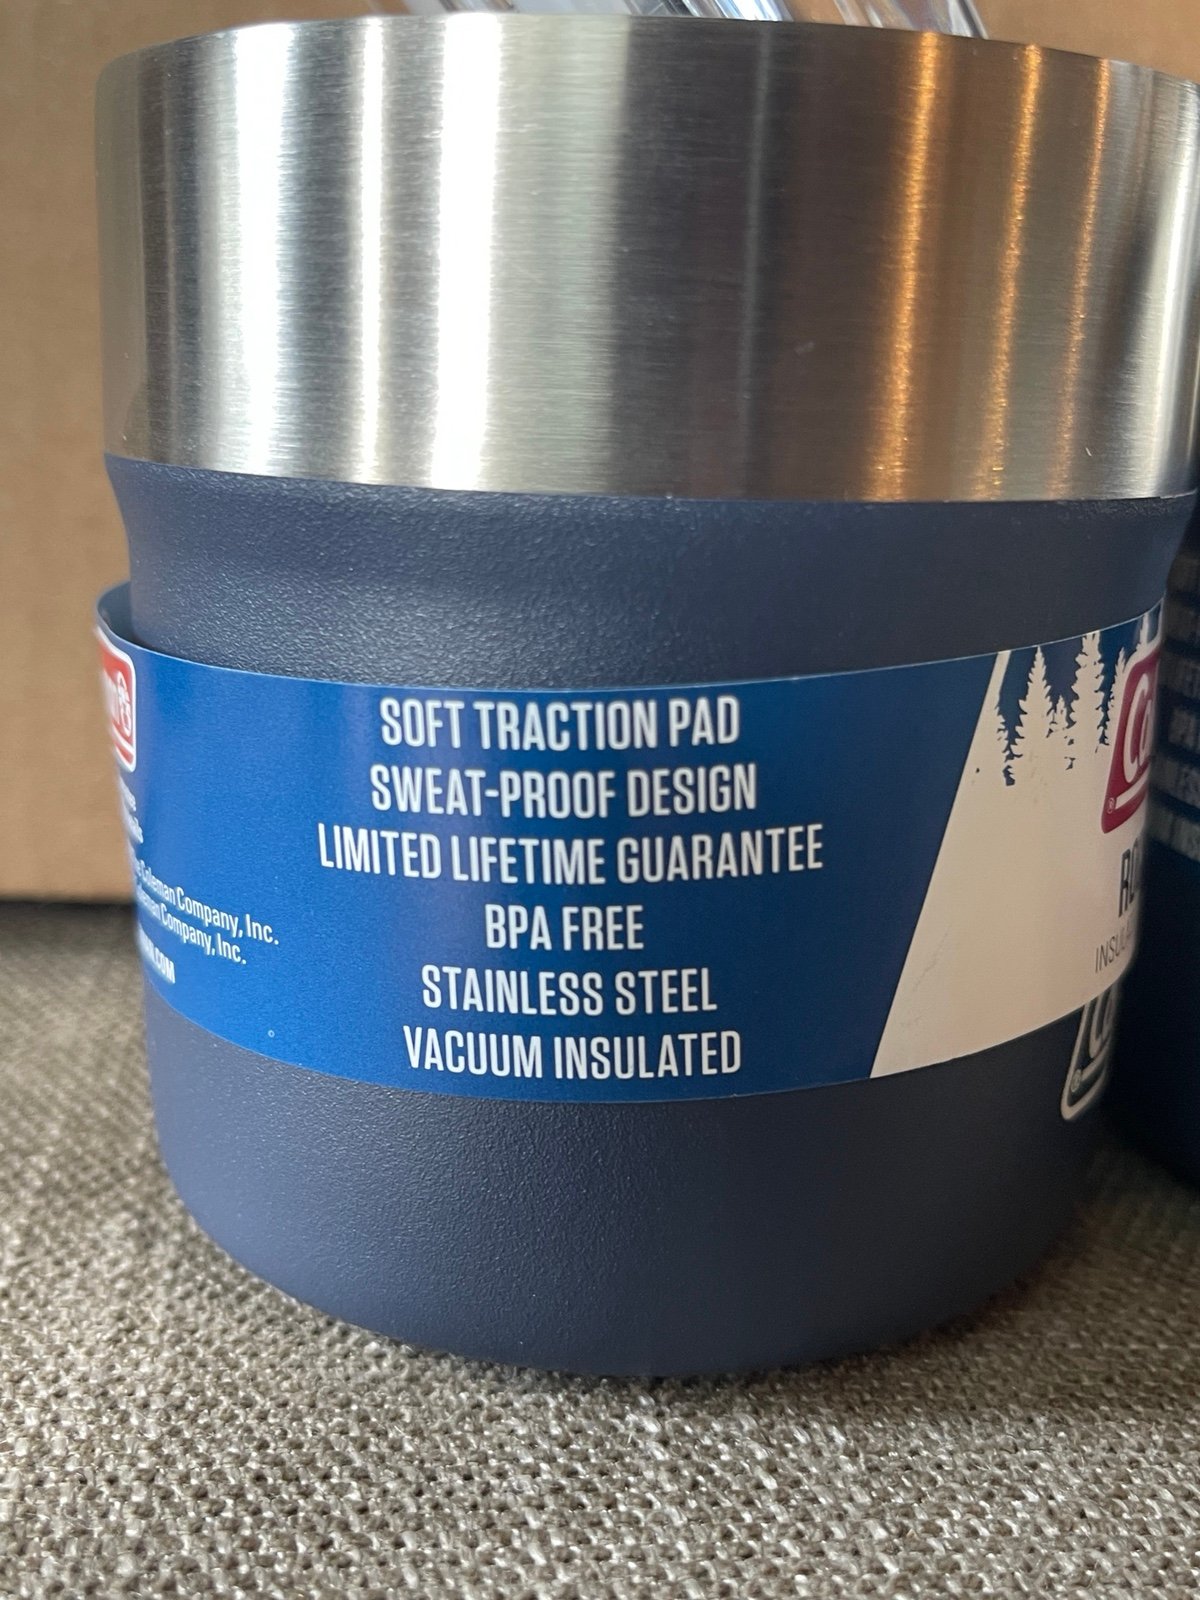 SOFT TRACTION PAD
SWEAT-PROOF DESIGN
LIMITED LIFETIME GUARANTEE
BPA FREE
STAINLESS STEEL
VACUUM INSULATED
Coleman Company, Inc.
Company, Inc.